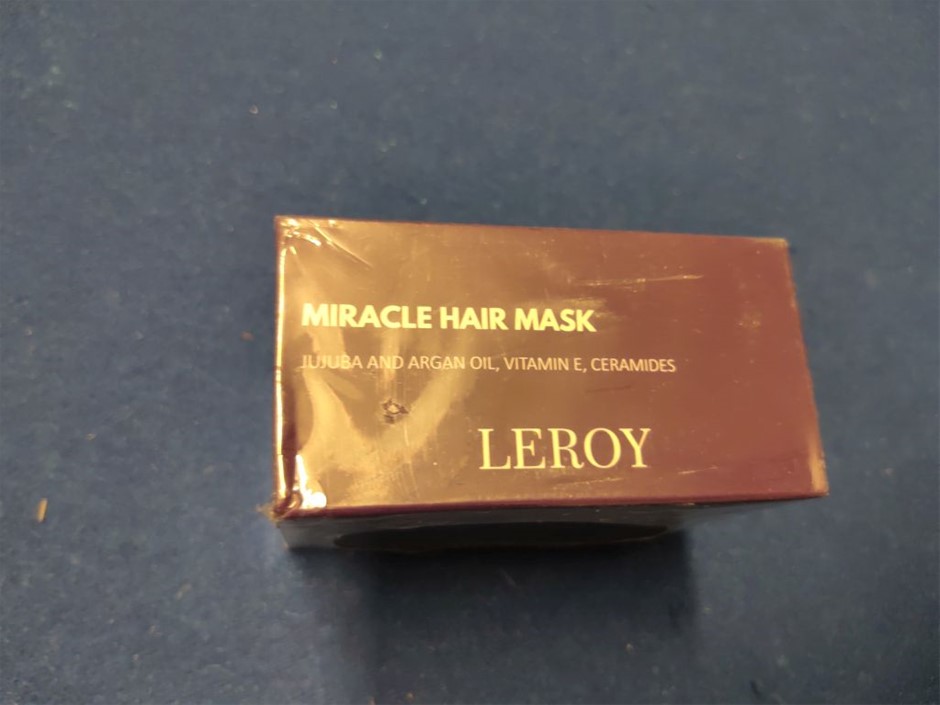 MIRACLE HAIR MASK
JUJUBA AND ARGAN OIL, VITAMIN E, CERAMIDES
LEROY